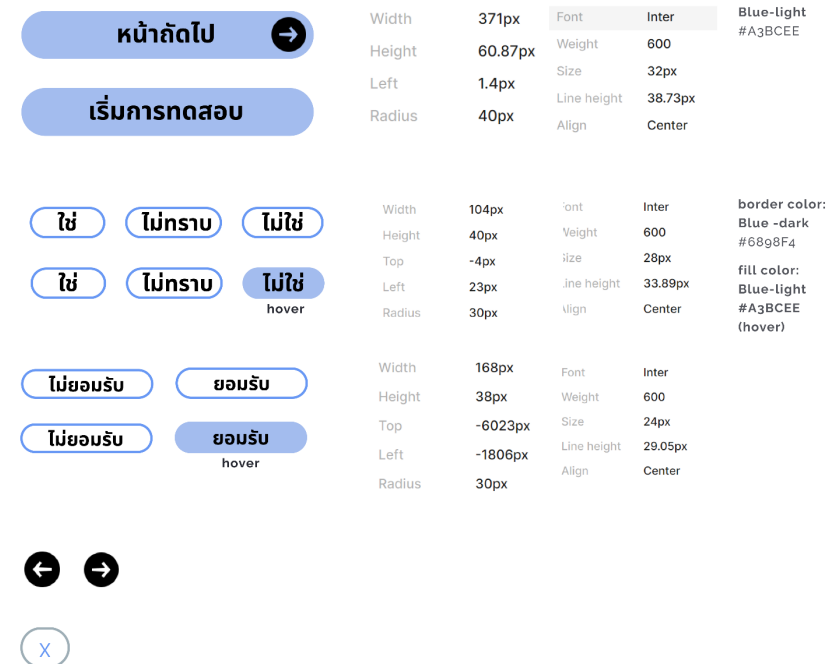 หน้าถัดไป
เริ่มการทดสอบ
Width 371px
Height 60.87px
Left 1.4px
Radius 40px
Font Inter
Weight 600
Size 32px
Line height 38.73px
Align Center
Blue-light
#A3BCEE
ใช่ ไม่ทราบ ไม่ใช่
ใช่ ไม่ทราบ ไม่ใช่
hover
Width 104px
Height 40px
Top -4px
Left 23px
Radius 30px
ont Inter
Weight 600
ize 28px
ine height 33.89px
lign Center
border color:
Blue -dark
#6898F4
fill color:
Blue-light
#A3BCEE
(hover)
ไม่ยอมรับ ยอมรับ
ไม่ยอมรับ ยอมรับ
hover
Width 168px
Height 38px
Top -6023px
Left -1806px
Radius 30px
Font Inter
Weight 600
Size 24px
Line height 29.05px
Align Center
X